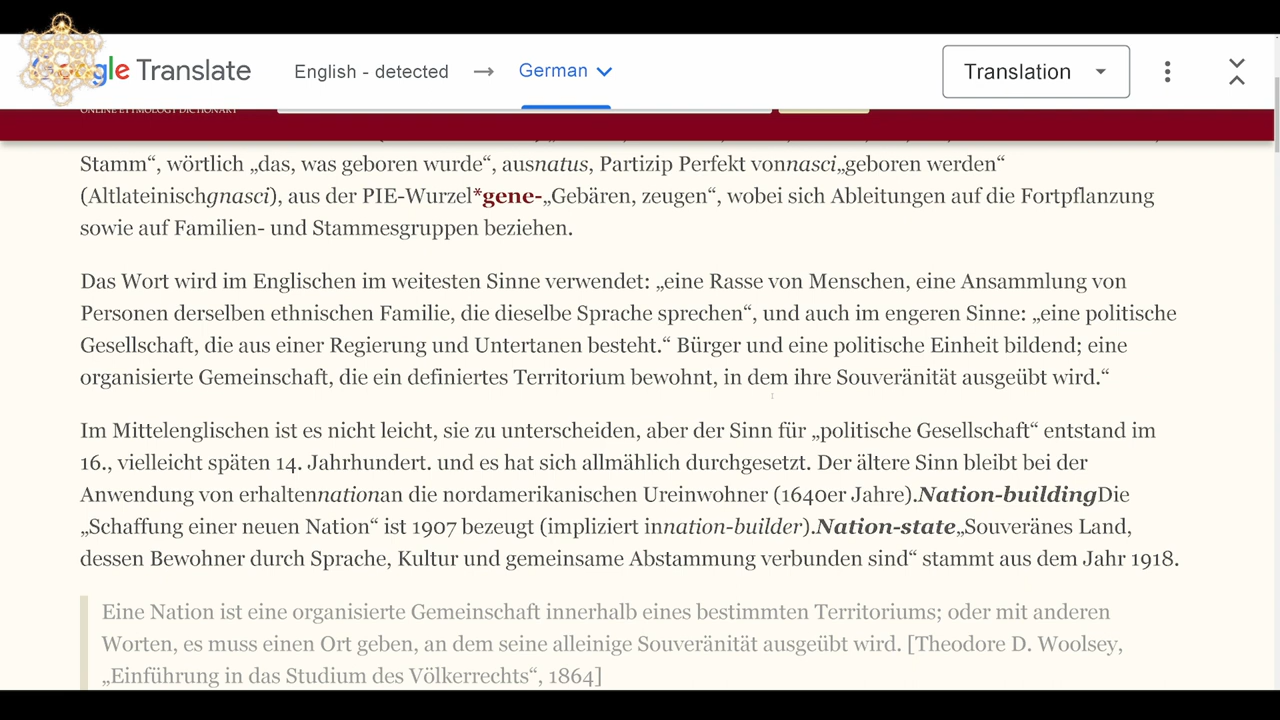 Google Translate
English - detected
→
German
Translation
ONLINE ETYMOLOGY DICTIONARY
Stamm“, wörtlich „das, was geboren wurde“, ausnatus, Partizip Perfekt vonnasci„geboren werden“
(Altlateinischgnasci), aus der PIE-Wurzel*gene-„Gebären, zeugen“, wobei sich Ableitungen auf die Fortpflanzung
sowie auf Familien- und Stammesgruppen beziehen.
Das Wort wird im Englischen im weitesten Sinne verwendet: „eine Rasse von Menschen, eine Ansammlung von
Personen derselben ethnischen Familie, die dieselbe Sprache sprechen“, und auch im engeren Sinne: „eine politische
Gesellschaft, die aus einer Regierung und Untertanen besteht.“ Bürger und eine politische Einheit bildend; eine
organisierte Gemeinschaft, die ein definiertes Territorium bewohnt, in dem ihre Souveränität ausgeübt wird.“
Im Mittelenglischen ist es nicht leicht, sie zu unterscheiden, aber der Sinn für „politische Gesellschaft“ entstand im
16., vielleicht späten 14. Jahrhundert. und es hat sich allmählich durchgesetzt. Der ältere Sinn bleibt bei der
Anwendung von erhaltennationan die nordamerikanischen Ureinwohner (1640er Jahre).Nation-buildingDie
„Schaffung einer neuen Nation“ ist 1907 bezeugt (impliziert innation-builder).Nation-state„Souveränes Land,
dessen Bewohner durch Sprache, Kultur und gemeinsame Abstammung verbunden sind“ stammt aus dem Jahr 1918.
Eine Nation ist eine organisierte Gemeinschaft innerhalb eines bestimmten Territoriums; oder mit anderen
Worten, es muss einen Ort geben, an dem seine alleinige Souveränität ausgeübt wird. [Theodore D. Woolsey,
„Einführung in das Studium des Völkerrechts“, 1864]